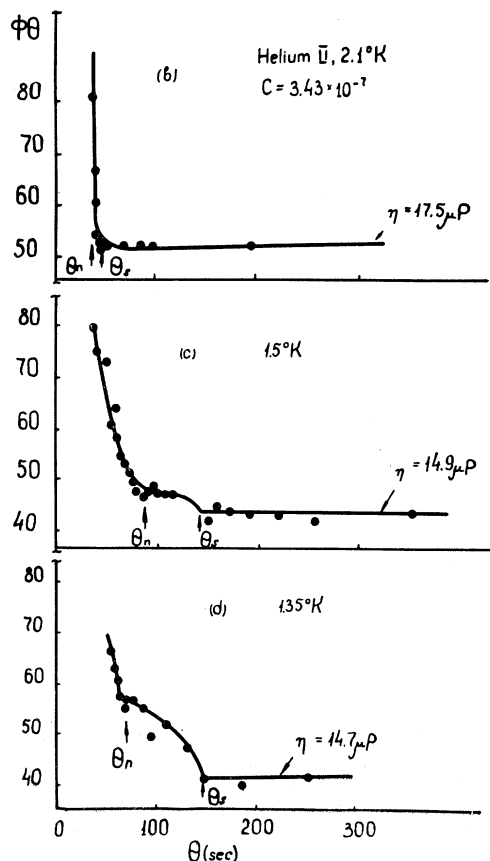 φθ
80
70
60
50
(b)
Helium II, 2.1°K
C = 3.43 × 10⁻⁷
η = 17.5 μP
θn
θs
80
70
60
50
40
(c)
1.5°K
η = 14.9 μP
θn
θs
80
70
60
50
40
(d)
1.35°K
η = 14.7 μP
θn
θs
0
100
200
300
θ(sec)